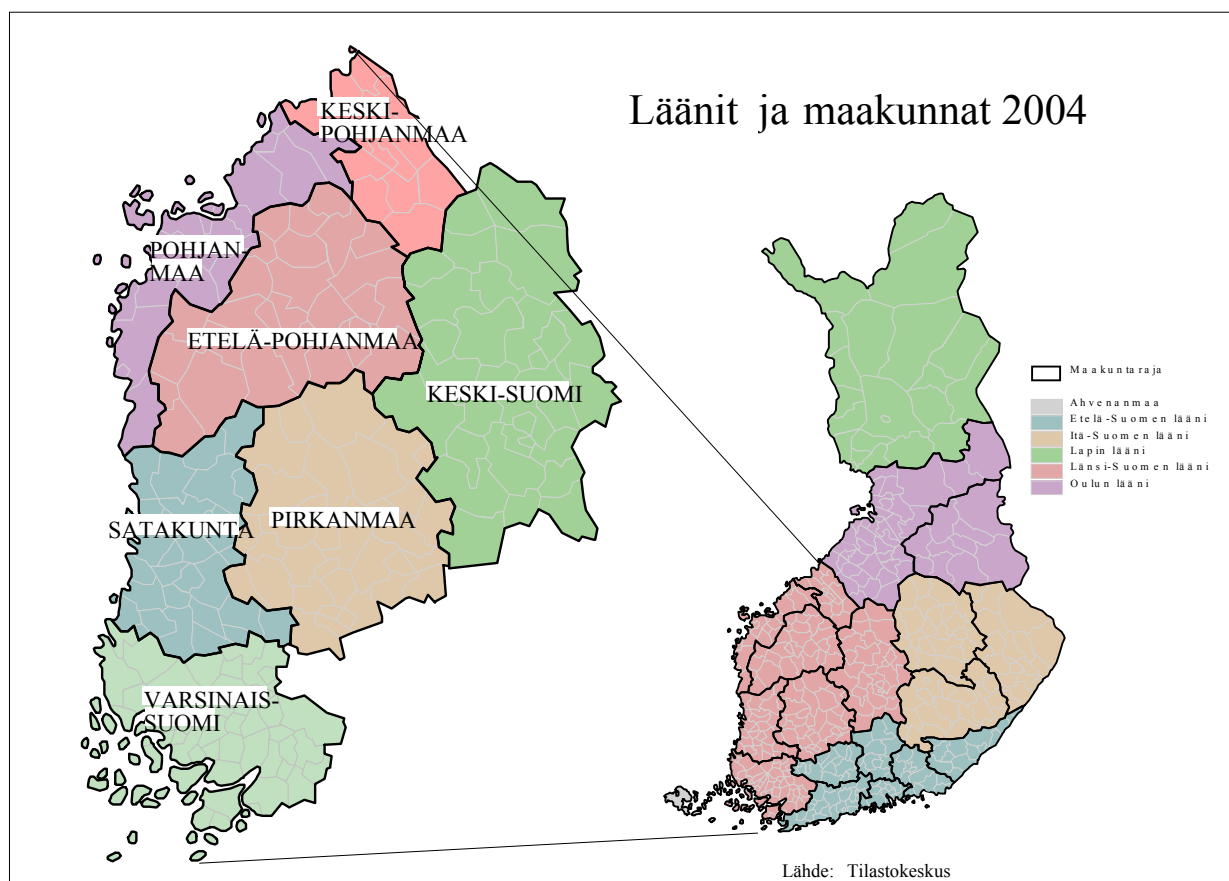 Läänit ja maakunnat 2004
KESKI-
POHJANMAA
POHJAN-
MAA
ETELÄ-POHJANMAA
KESKI-SUOMI
SATAKUNTA
PIRKANMAA
VARSINAIS-
SUOMI
Maakuntaraja
Ahvenanmaa
Etelä-Suomen lääni
Itä-Suomen lääni
Lapin lääni
Länsi-Suomen lääni
Oulun lääni
Lähde: Tilastokeskus